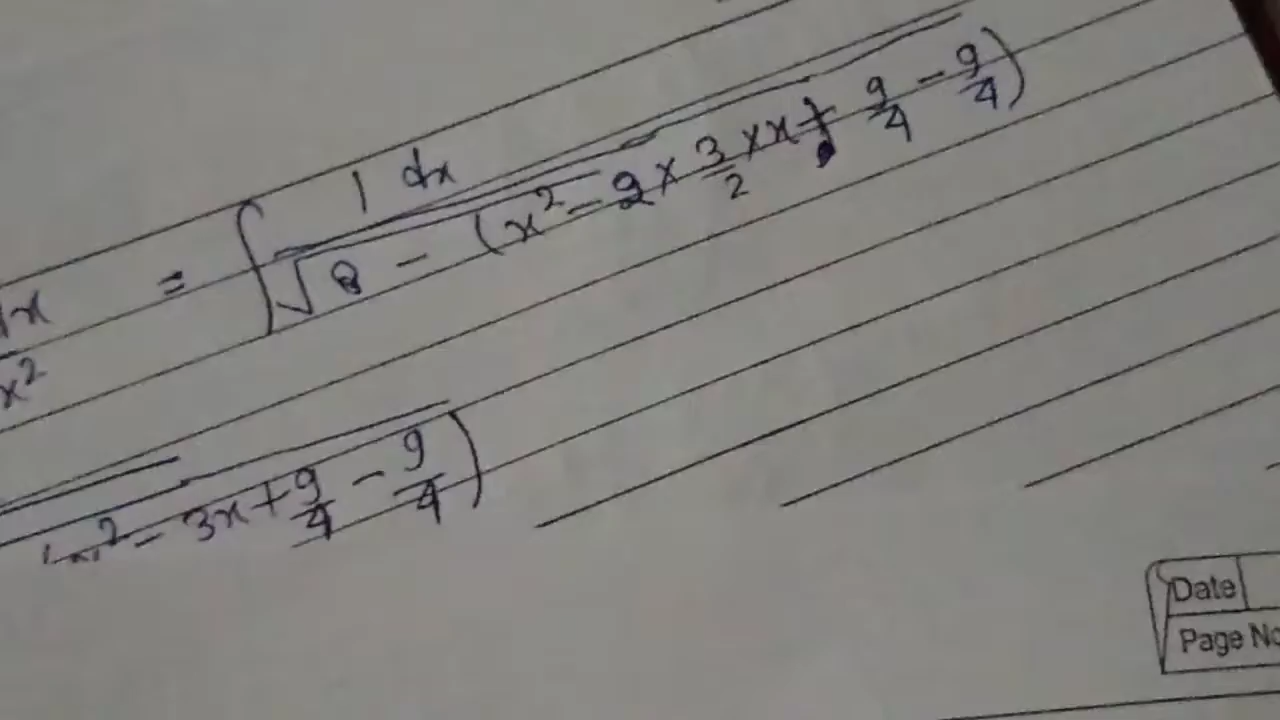 dx = ∫ 1 dx
x² √8 - (x² - 2 × 3/2 × x + 9/4 - 9/4)
x² - 3x + 9/4 - 9/4)
Date
Page No